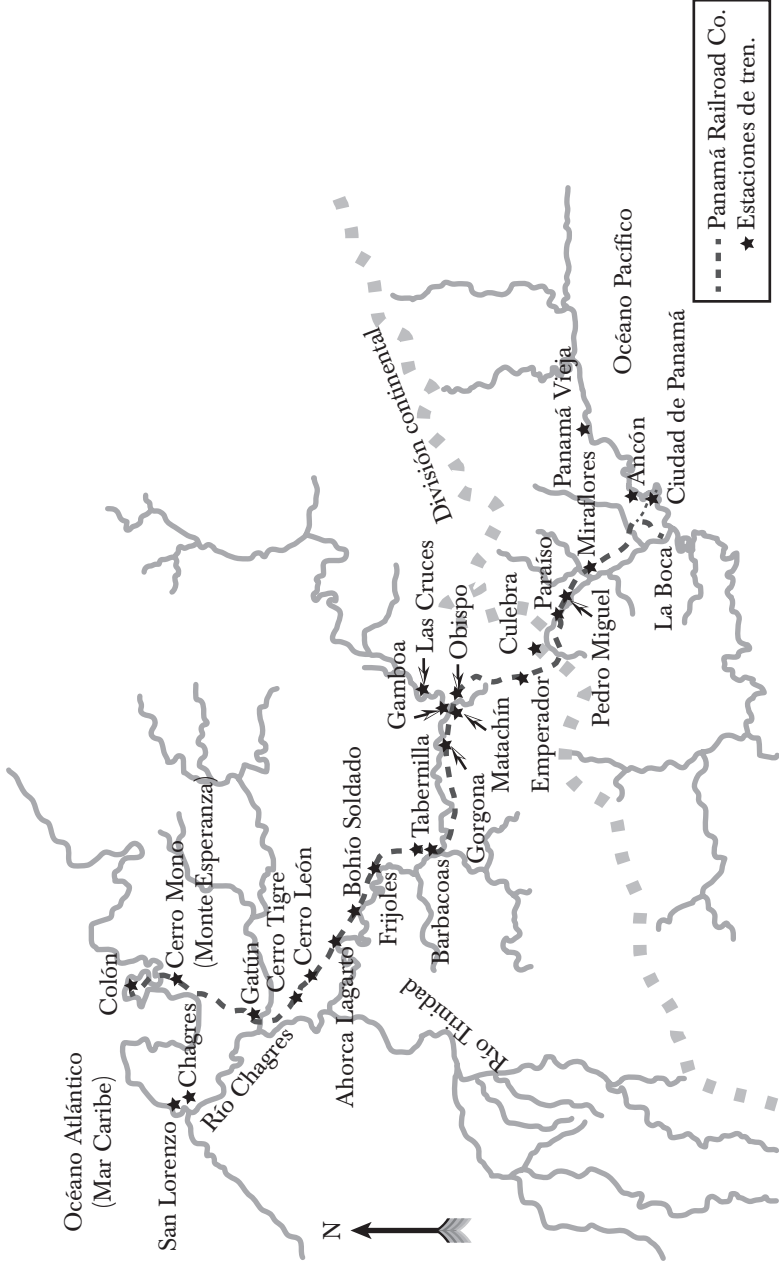 Océano Atlántico
(Mar Caribe)
Colón
Cerro Mono
(Monte Esperanza)
San Lorenzo
Chagres
Río Chagres
Gatún
Cerro Tigre
Cerro León
Ahorca Lagarto
Bohío Soldado
Frijoles
Tabernilla
Barbacoas
Río Trinidad
Gorgona
Gamboa
Las Cruces
Obispo
Matachín
Emperador
Culebra
Paraíso
Pedro Miguel
Miraflores
División continental
Panamá Vieja
Ancón
Ciudad de Panamá
La Boca
Océano Pacífico
N
Panamá Railroad Co.
Estaciones de tren.